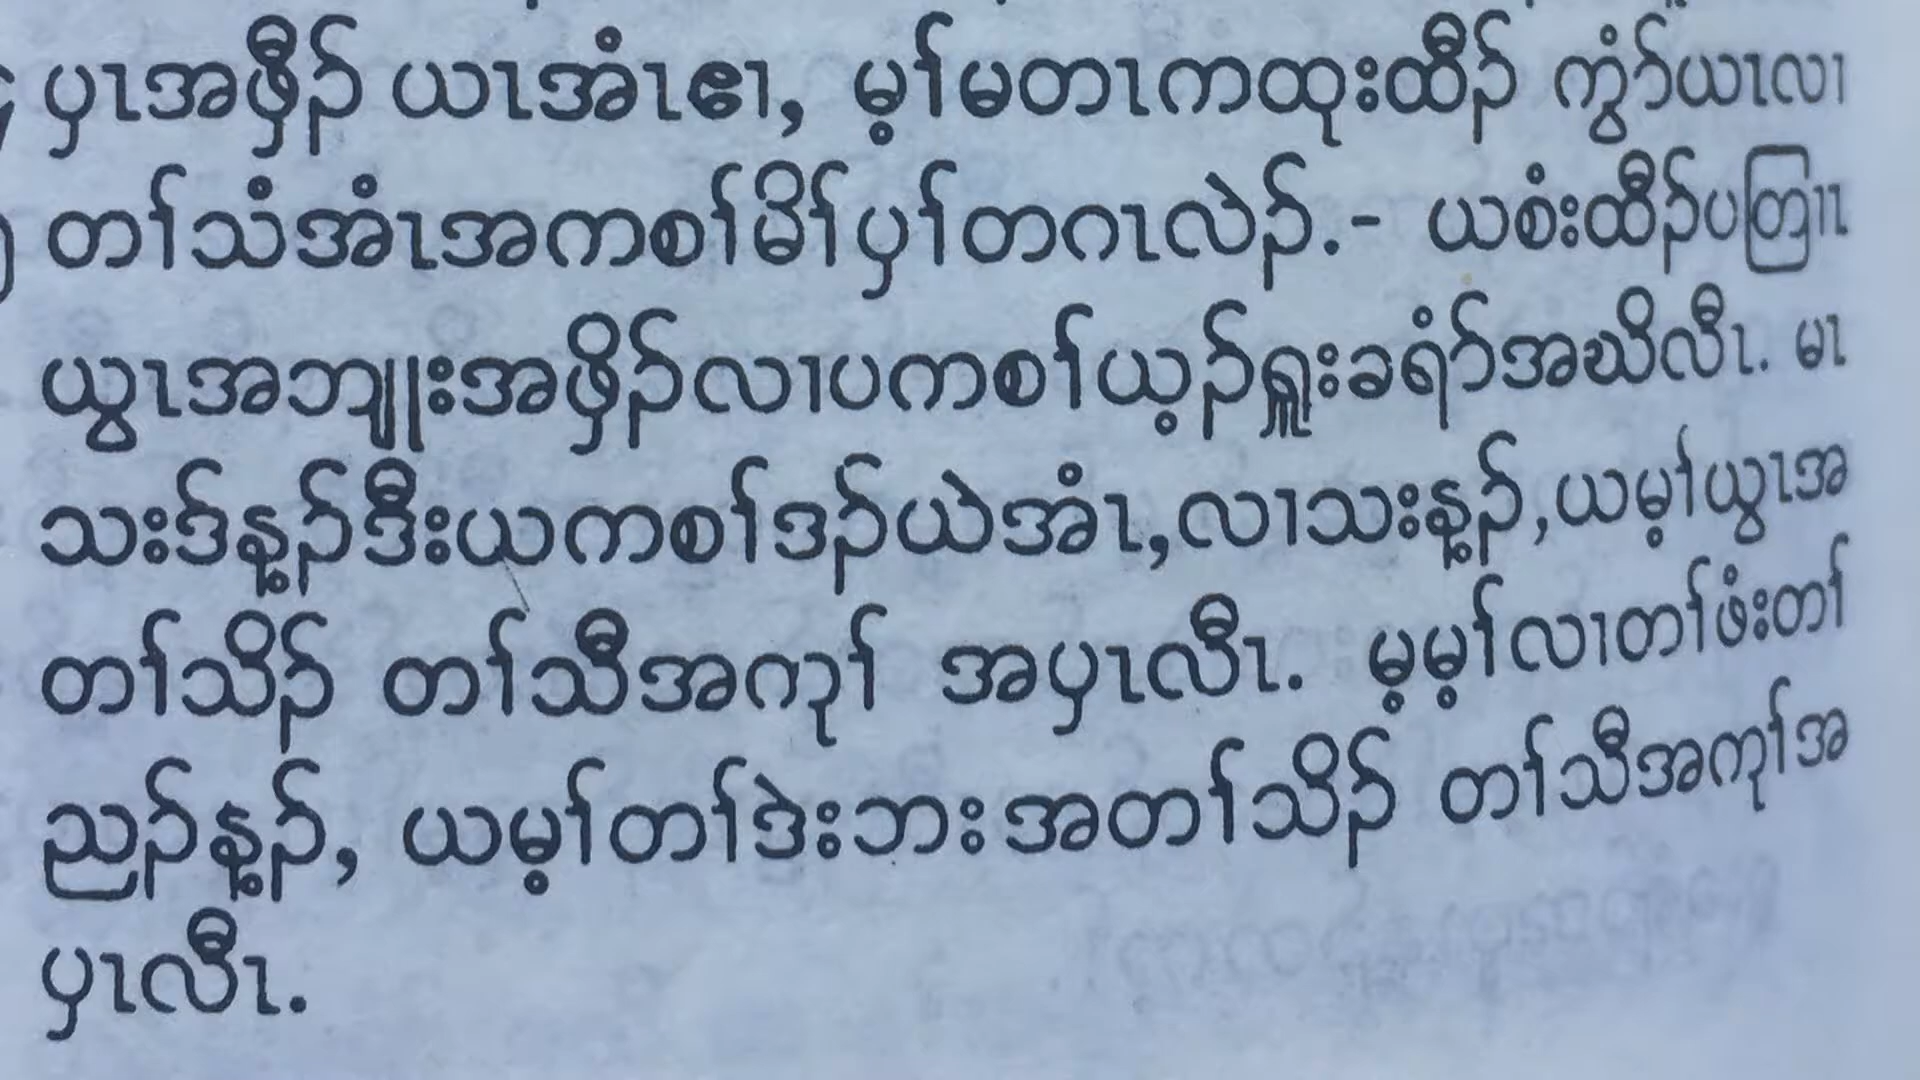 ပှၤအဖှီၣ် ယၤအံၤဧၢ, မ့ၢ်မတၤကထုးထီၣ် ကွံာ်ယၤလၢ
တၢ်သံအံၤအကစၢ်မိၢ်ပှၢ်တဂၤလဲၣ်.- ယစံးထီၣ်ပတြၢၤ
ယွၤအဘျုးအဖှိၣ်လၢပကစၢ်ယ့ၣ်ရှူးခရံာ်အဃိလီၤ. မၤ
သးဒ်န့ၣ်ဒီးယကစၢ်ဒၣ်ယဲအံၤ,လၢသးန့ၣ်,ယမ့ၢ်ယွၤအ
တၢ်သိၣ် တၢ်သီအကုၢ် အပှၤလီၤ. မ့မ့ၢ်လၢတၢ်ဖံးတၢ်
ညၣ်န့ၣ်, ယမ့ၢ်တၢ်ဒဲးဘးအတၢ်သိၣ် တၢ်သီအကုၢ်အ
ပှၤလီၤ.